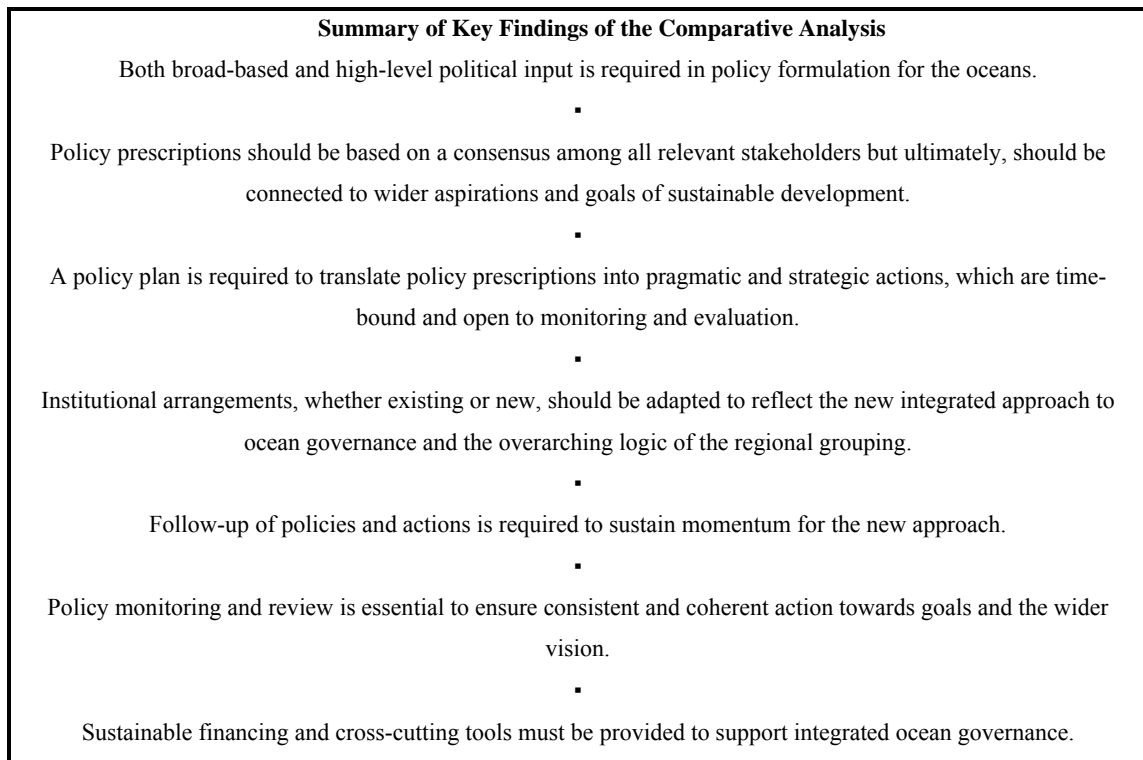 Summary of Key Findings of the Comparative Analysis
Both broad-based and high-level political input is required in policy formulation for the oceans.
▪
Policy prescriptions should be based on a consensus among all relevant stakeholders but ultimately, should be
connected to wider aspirations and goals of sustainable development.
▪
A policy plan is required to translate policy prescriptions into pragmatic and strategic actions, which are time-
bound and open to monitoring and evaluation.
▪
Institutional arrangements, whether existing or new, should be adapted to reflect the new integrated approach to
ocean governance and the overarching logic of the regional grouping.
▪
Follow-up of policies and actions is required to sustain momentum for the new approach.
▪
Policy monitoring and review is essential to ensure consistent and coherent action towards goals and the wider
vision.
▪
Sustainable financing and cross-cutting tools must be provided to support integrated ocean governance.